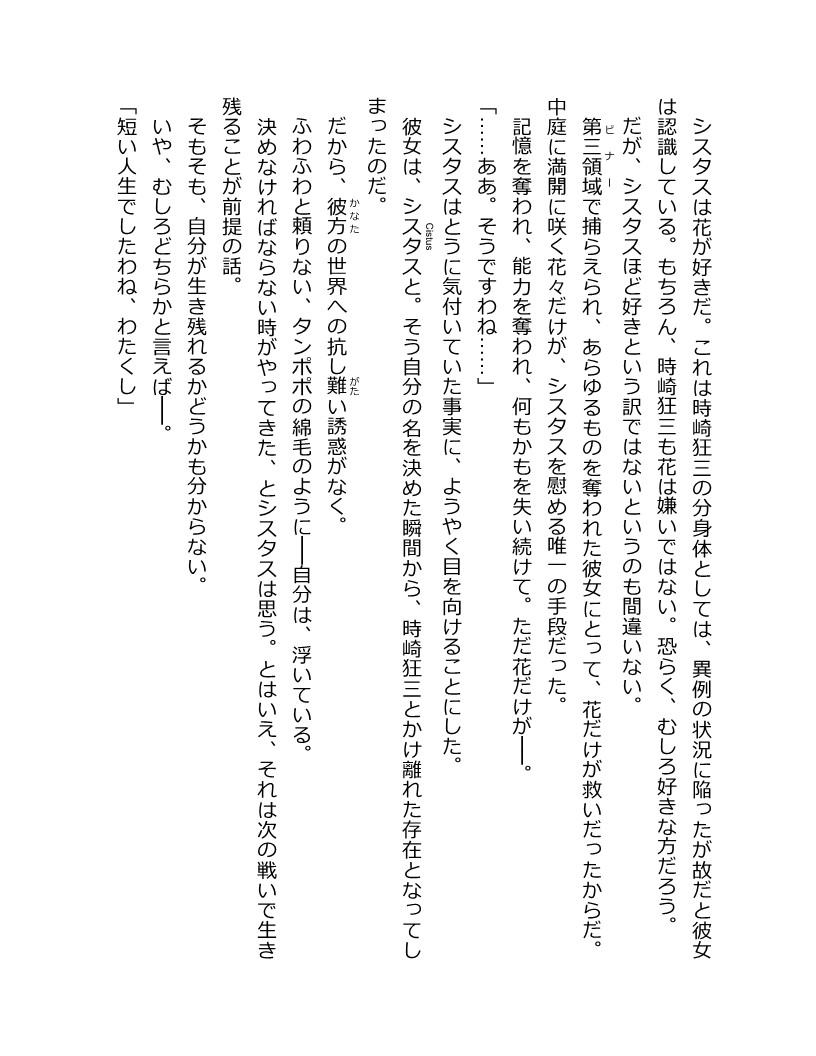 シスタスは花が好きだ。これは時崎狂三の分身体としては、異例の状況に陥ったが故だと彼女
は認識している。もちろん、時崎狂三も花は嫌いではない。恐らく、むしろ好きな方だろう。
だが、シスタスほど好きという訳ではないというのも間違いない。
第三領域で捕らえられ、あらゆるものを奪われた彼女にとって、花だけが救いだったからだ。
ビナー
中庭に満開に咲く花々だけが、シスタスを慰める唯一の手段だった。
記憶を奪われ、能力を奪われ、何もかもを失い続けて。ただ花だけが――。
「……ああ。そうですわね……」
シスタスはとうに気付いていた事実に、ようやく目を向けることにした。
彼女は、シスタスと。そう自分の名を決めた瞬間から、時崎狂三とかけ離れた存在となってし
Cistus
まったのだ。
だから、彼方の世界への抗し難い誘惑がなく。
かなた
がた
ふわふわと頼りない、タンポポの綿毛のように――自分は、浮いている。
決めなければならない時がやってきた、とシスタスは思う。とはいえ、それは次の戦いで生き
残ることが前提の話。
そもそも、自分が生き残れるかどうかも分からない。
いや、むしろどちらかと言えば――。
「短い人生でしたわね、わたくし」